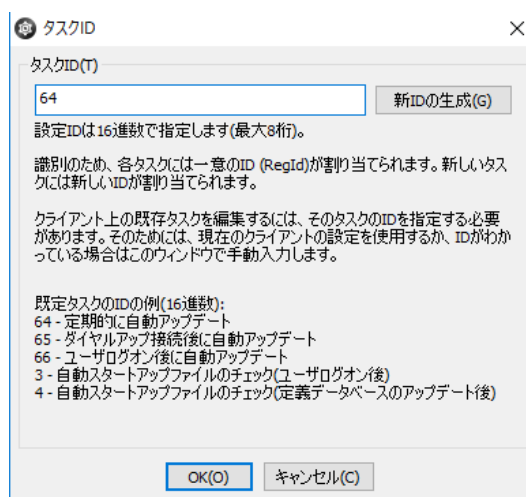 タスクID
タスクID(T)
64
新IDの生成(G)
設定IDは16進数で指定します(最大8桁)。
識別のため、各タスクには一意のID (RegId)が割り当てられます。新しいタス
クには新しいIDが割り当てられます。
クライアント上の既存タスクを編集するには、そのタスクのIDを指定する必要
があります。そのためには、現在のクライアントの設定を使用するか、IDがわか
っている場合はこのウィンドウで手動入力します。
既定タスクのIDの例(16進数):
64 - 定期的に自動アップデート
65 - ダイヤルアップ接続後に自動アップデート
66 - ユーザログオン後に自動アップデート
3 - 自動スタートアップファイルのチェック(ユーザログオン後)
4 - 自動スタートアップファイルのチェック(定義データベースのアップデート後)
OK(O)
キャンセル(C)